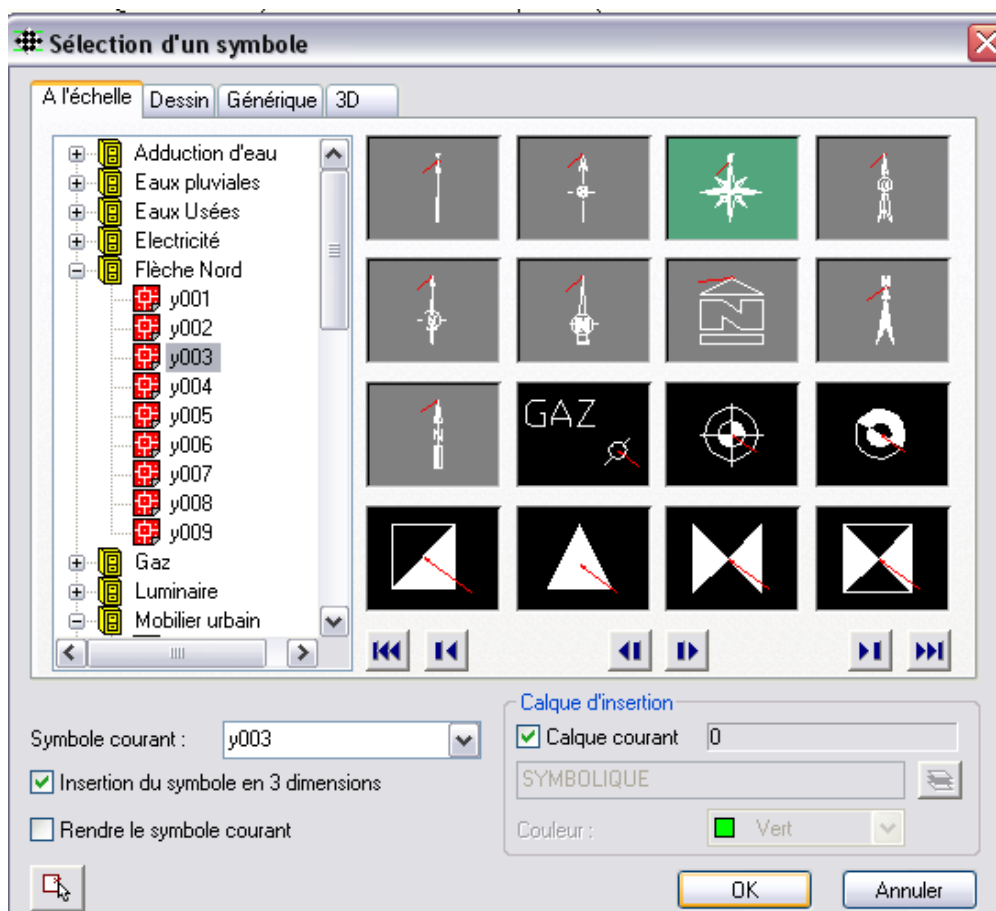 Sélection d'un symbole
A l'échelle Dessin Générique 3D
Adduction d'eau
Eaux pluviales
Eaux Usées
Electricité
Flèche Nord
y001
y002
y003
y004
y005
y006
y007
y008
y009
Gaz
Luminaire
Mobilier urbain
N
N
GAZ
Symbole courant : y003
Insertion du symbole en 3 dimensions
Rendre le symbole courant
Calque d'insertion
Calque courant 0
SYMBOLIQUE
Couleur : Vert
OK Annuler